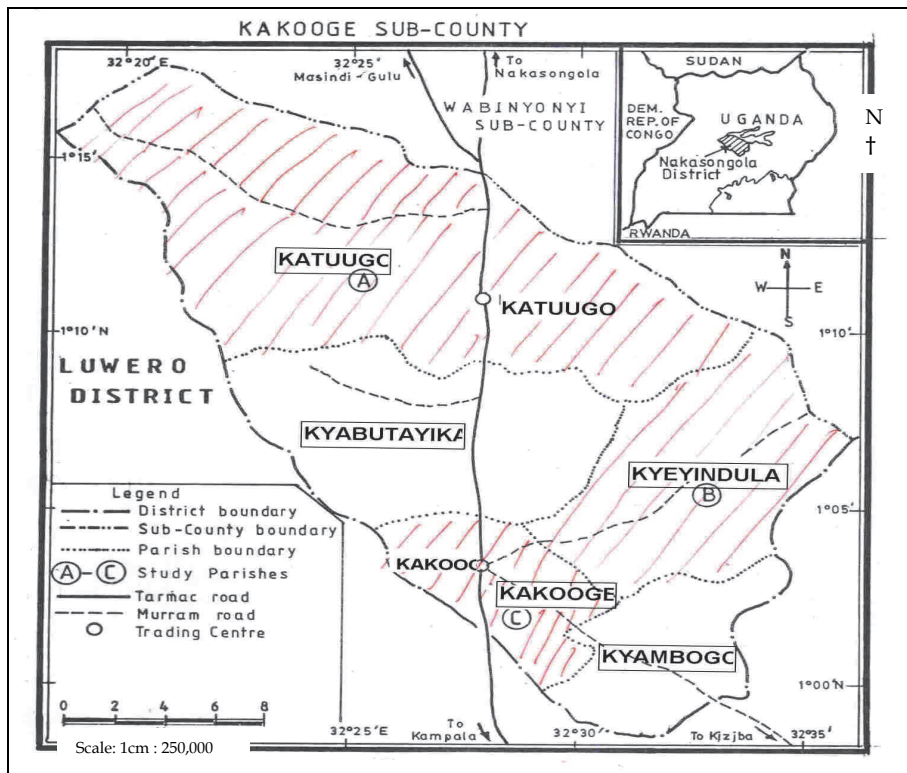 KAKOOGE SUB-COUNTY
32°20'E
32°25'
Masindi-Gulu
To
Nakasongola
WABINYONYI
SUB-COUNTY
SUDAN
DEM.
REP. OF
CONGO
UGANDA
Nakasongola
District
RWANDA
N
†
1°15'
KATUUGO
A
KATUUGO
N
W
E
S
1°10'N
1°10'
LUWERO
DISTRICT
KYABUTAYIKA
KYEYINDULA
B
1°05'
KAKOOG
KAKOOGE
C
KYAMBOGO
1°00'N
Legend
District boundary
Sub-County boundary
Parish boundary
A–C Study Parishes
Tarmac road
Murram road
Trading Centre
0 2 4 6 8
Scale: 1cm : 250,000
32°25'E
To
Kampala
32°30'
To Kiziba
32°35'